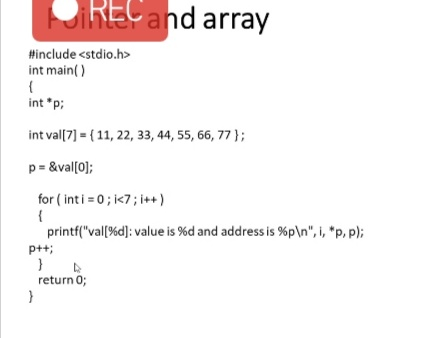 REC
Pointer and array
#include <stdio.h>
int main( )
{
int *p;
int val[7] = { 11, 22, 33, 44, 55, 66, 77 } ;
p = &val[0];
for ( int i = 0 ; i<7 ; i++ )
{
printf("val[%d]: value is %d and address is %p\n", i, *p, p);
p++;
}
return 0;
}